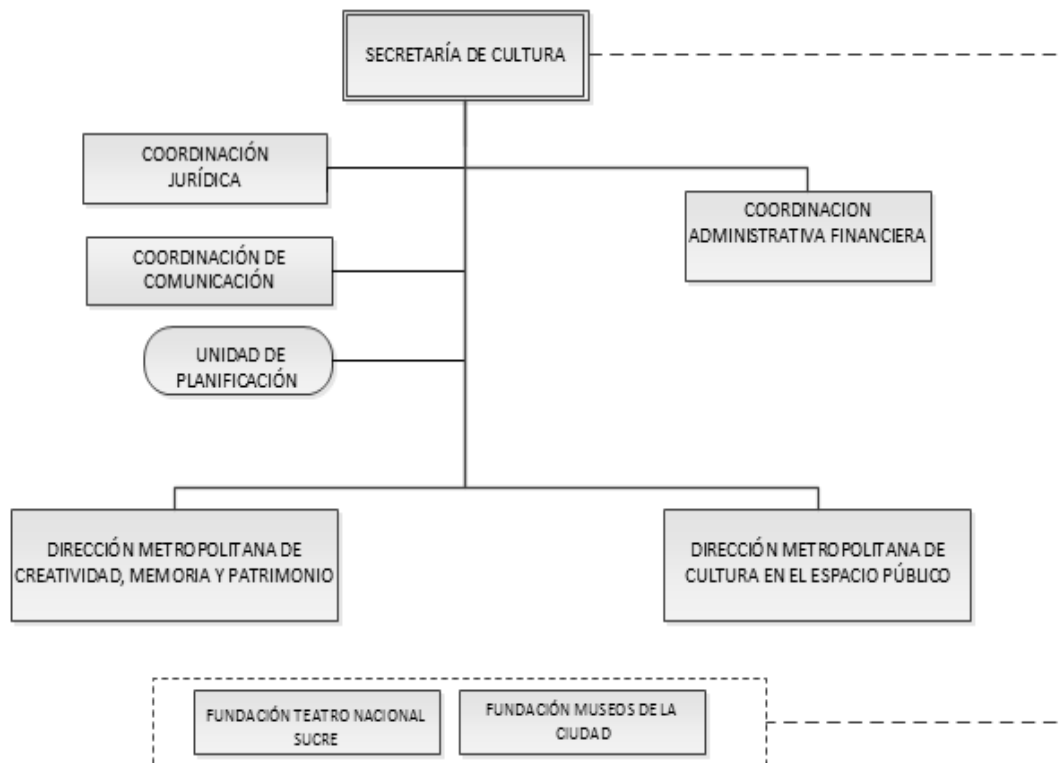 SECRETARÍA DE CULTURA
COORDINACIÓN
JURÍDICA
COORDINACION
ADMINISTRATIVA FINANCIERA
COORDINACIÓN DE
COMUNICACIÓN
UNIDAD DE
PLANIFICACIÓN
DIRECCIÓN METROPOLITANA DE
CREATIVIDAD, MEMORIA Y PATRIMONIO
DIRECCIÓN METROPOLITANA DE
CULTURA EN EL ESPACIO PÚBLICO
FUNDACIÓN TEATRO NACIONAL
SUCRE
FUNDACIÓN MUSEOS DE LA
CIUDAD